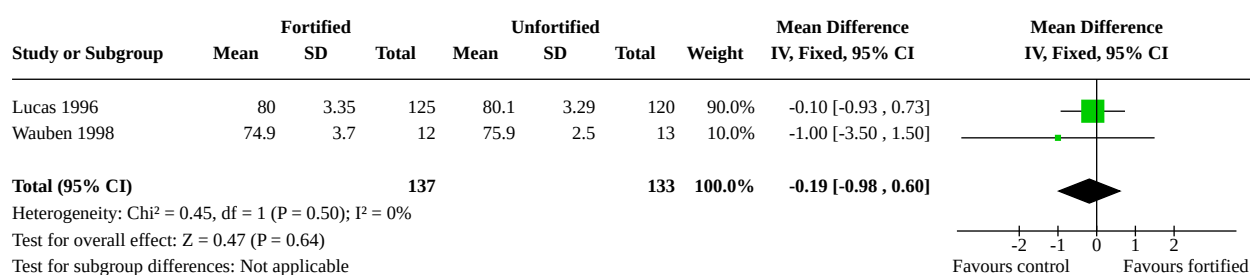 Fortified Unfortified Mean Difference Mean Difference
Study or Subgroup Mean SD Total Mean SD Total Weight IV, Fixed, 95% CI IV, Fixed, 95% CI
Lucas 1996 80 3.35 125 80.1 3.29 120 90.0% -0.10 [-0.93 , 0.73]
Wauben 1998 74.9 3.7 12 75.9 2.5 13 10.0% -1.00 [-3.50 , 1.50]
Total (95% CI) 137 133 100.0% -0.19 [-0.98 , 0.60]
Heterogeneity: Chi² = 0.45, df = 1 (P = 0.50); I² = 0%
Test for overall effect: Z = 0.47 (P = 0.64) -2 -1 0 1 2
Test for subgroup differences: Not applicable Favours control Favours fortified